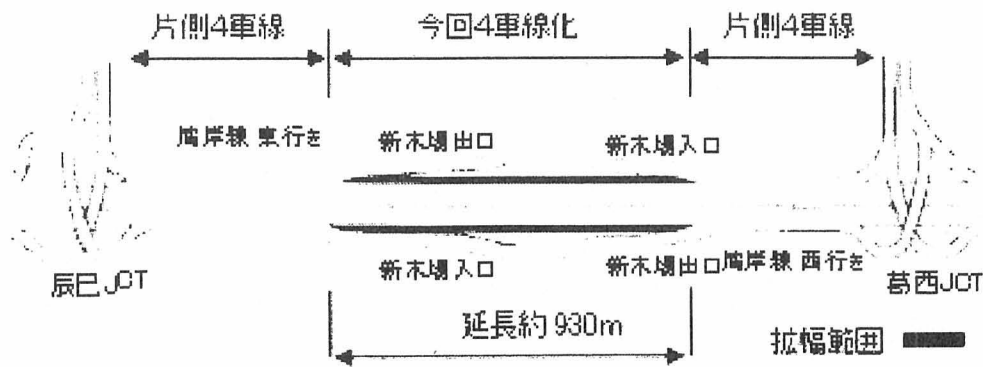 片側4車線
今回4車線化
片側4車線
湾岸線 東行き
新木場出口
新木場入口
新木場入口
新木場出口
湾岸線 西行き
辰巳JCT
葛西JCT
延長約930m
拡幅範囲